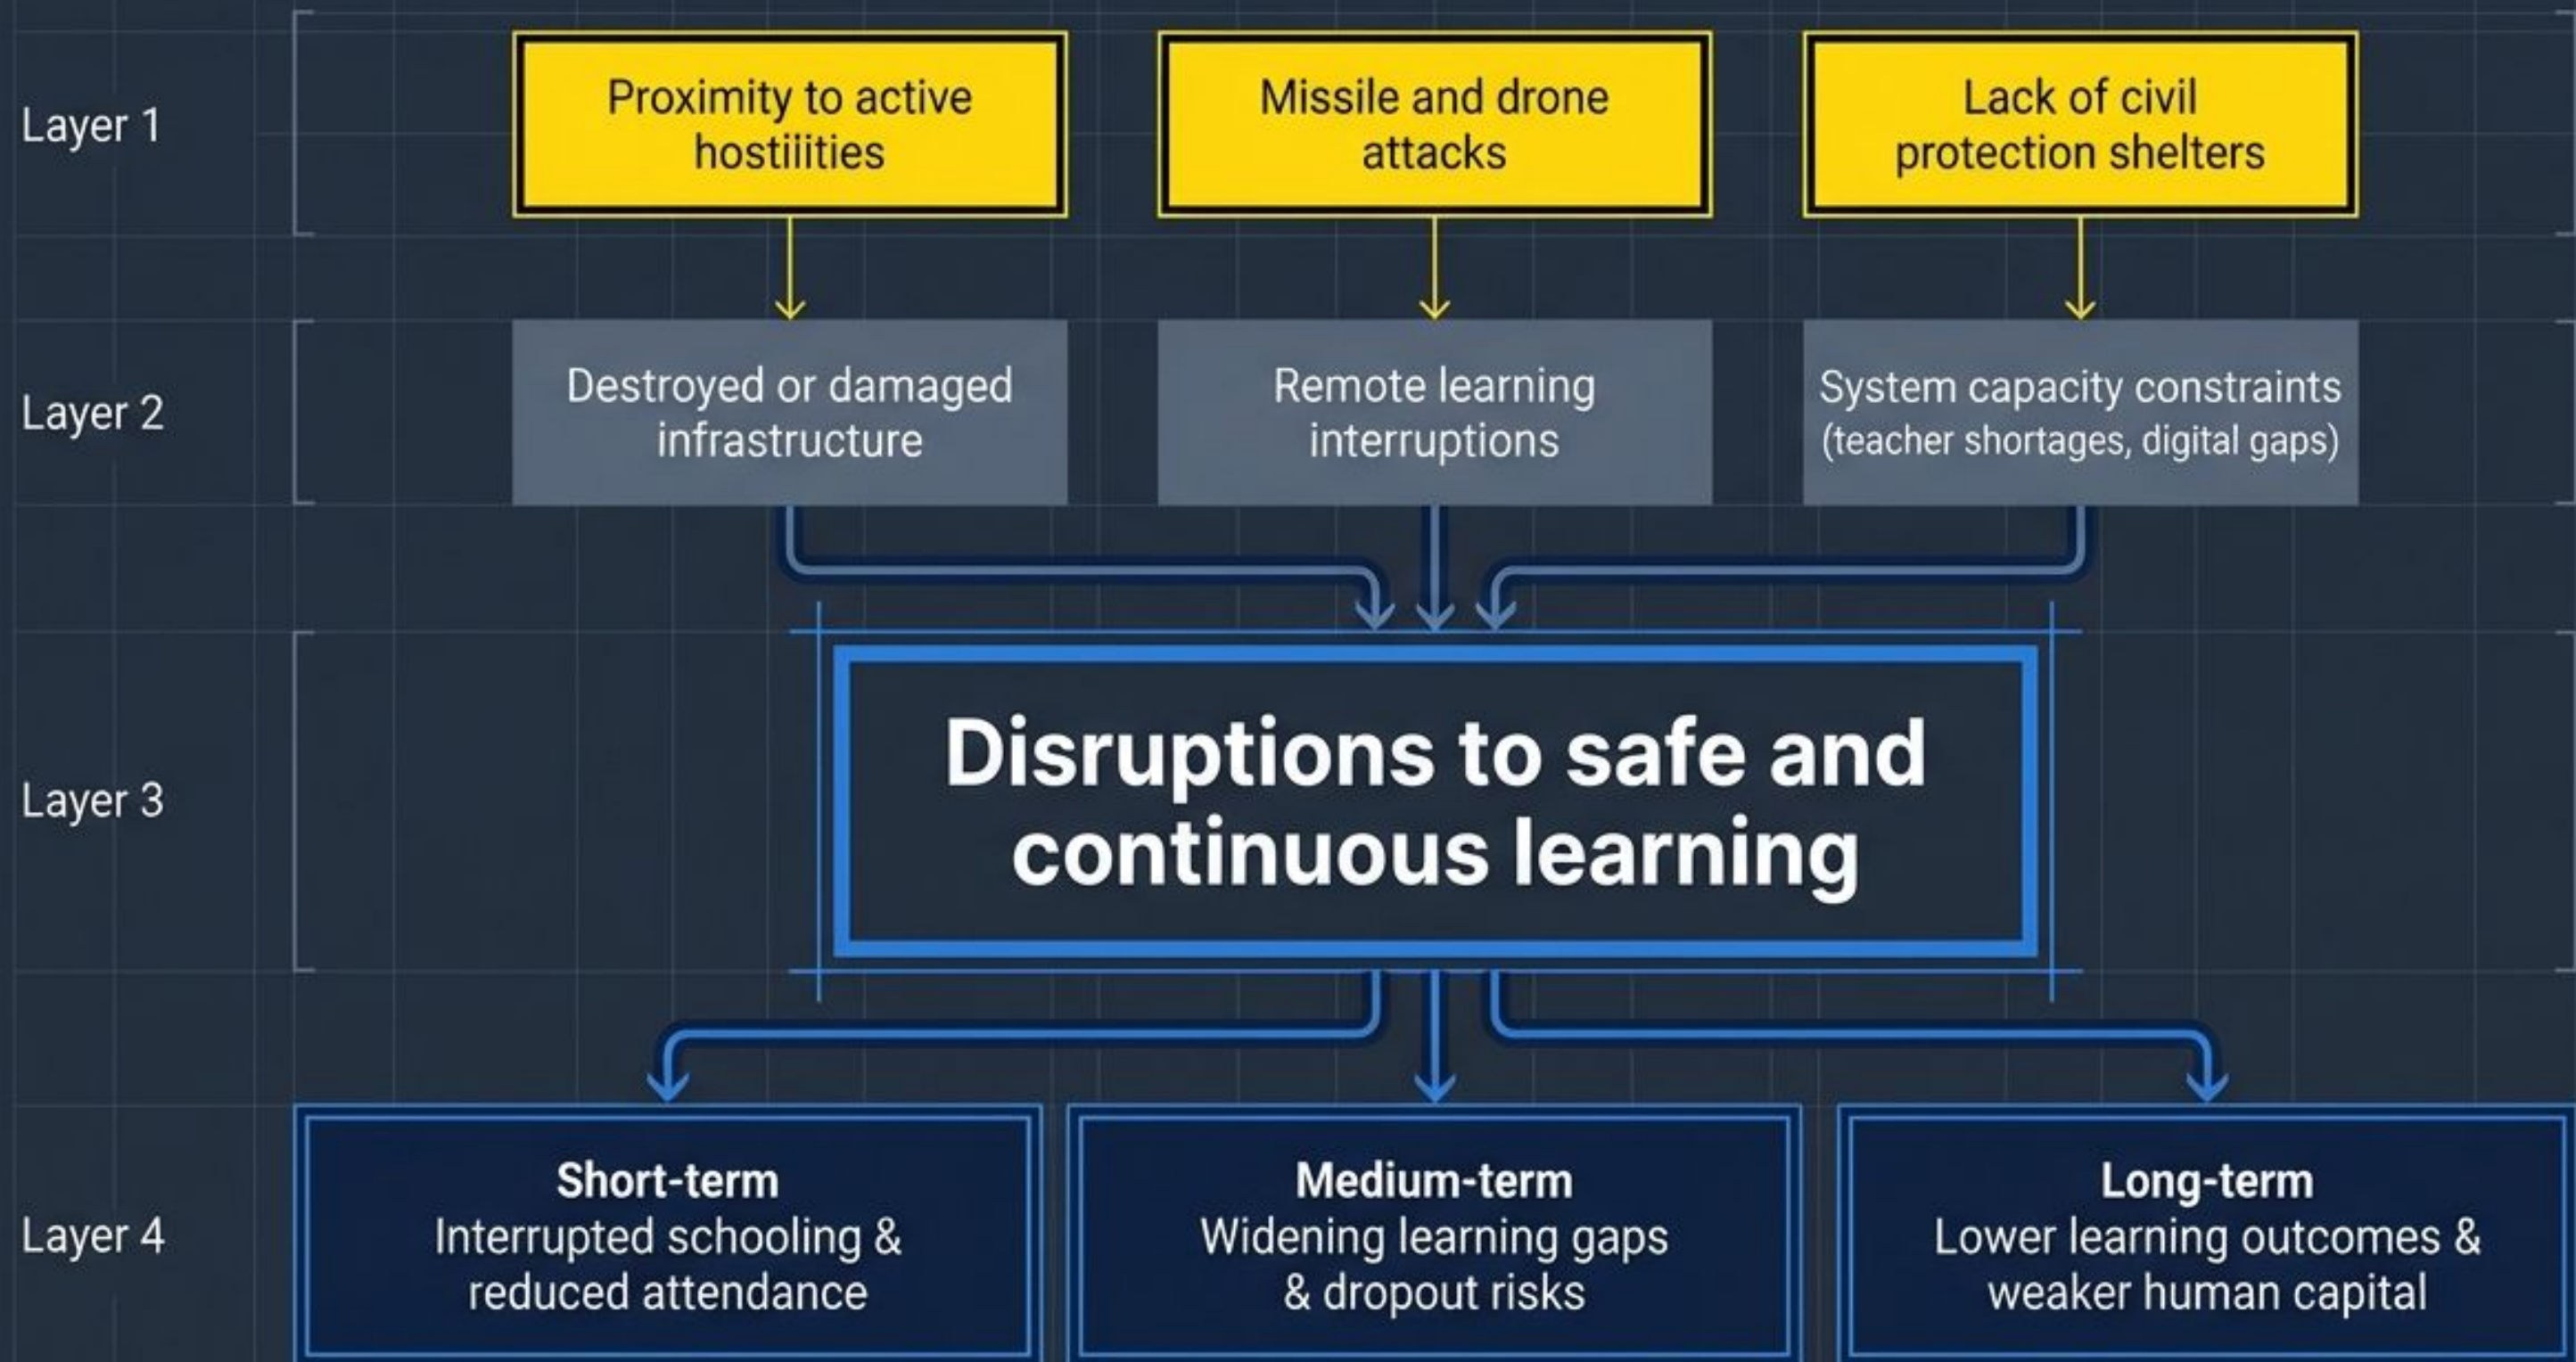 Layer 1
Proximity to active
hostiiities
Missile and drone
attacks
Lack of civil
protection shelters
Layer 2
Destroyed or damaged
infrastructure
Remote learning
interruptions
System capacity constraints
(teacher shortages, digital gaps)
Layer 3
Disruptions to safe and
continuous learning
Layer 4
Short-term
Interrupted schooling &
reduced attendance
Medium-term
Widening learning gaps
& dropout risks
Long-term
Lower learning outcomes &
weaker human capital